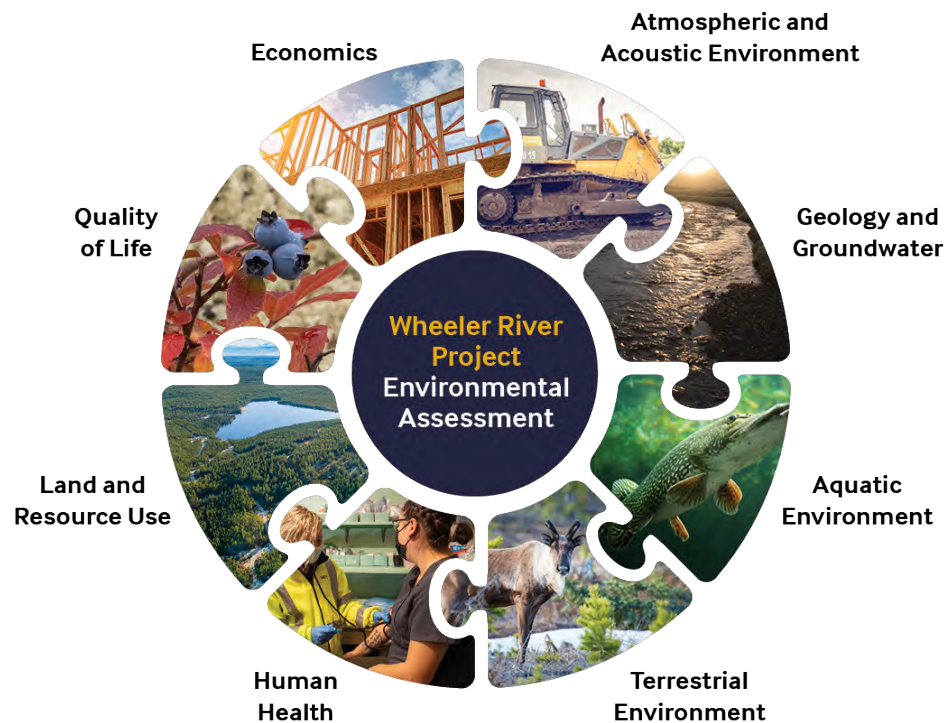 Economics
Atmospheric and
Acoustic Environment
Quality
of Life
Geology and
Groundwater
Wheeler River
Project
Environmental
Assessment
Land and
Resource Use
Aquatic
Environment
Human
Health
Terrestrial
Environment